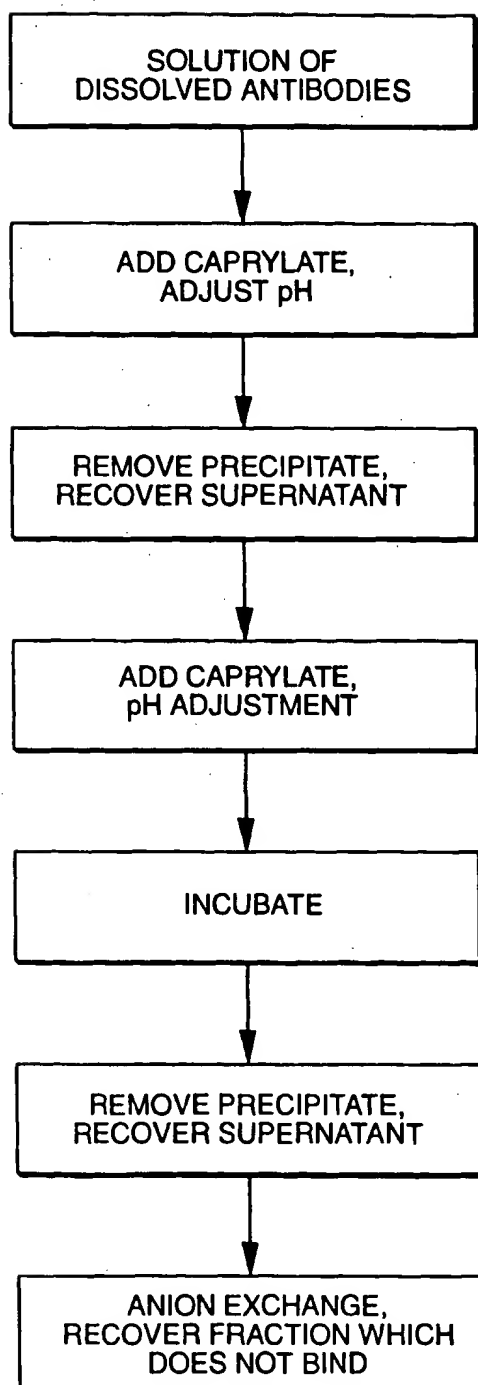 SOLUTION OF
DISSOLVED ANTIBODIES
ADD CAPRYLATE,
ADJUST pH
REMOVE PRECIPITATE,
RECOVER SUPERNATANT
ADD CAPRYLATE,
pH ADJUSTMENT
INCUBATE
REMOVE PRECIPITATE,
RECOVER SUPERNATANT
ANION EXCHANGE,
RECOVER FRACTION WHICH
DOES NOT BIND